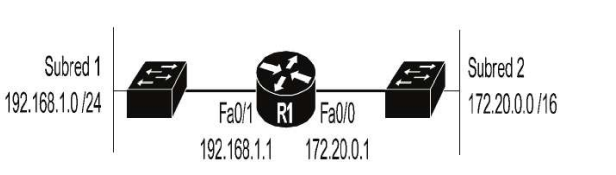 Subred 1
192.168.1.0 /24
Fa0/1
R1
Fa0/0
192.168.1.1
172.20.0.1
Subred 2
172.20.0.0 /16